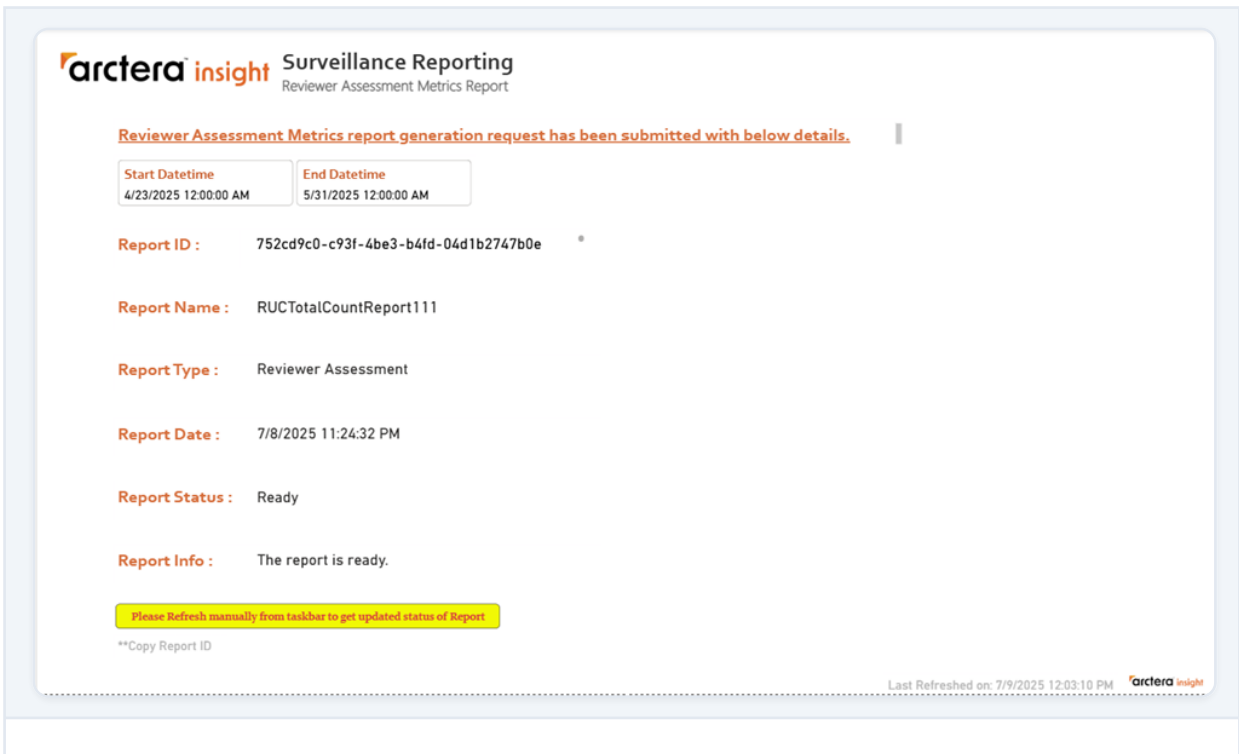 arctera insight Surveillance Reporting
Reviewer Assessment Metrics Report
Reviewer Assessment Metrics report generation request has been submitted with below details.
Start Datetime End Datetime
4/23/2025 12:00:00 AM 5/31/2025 12:00:00 AM
Report ID : 752cd9c0-c93f-4be3-b4fd-04d1b2747b0e
Report Name : RUCTotalCountReport111
Report Type : Reviewer Assessment
Report Date : 7/8/2025 11:24:32 PM
Report Status : Ready
Report Info : The report is ready.
Please Refresh manually from taskbar to get updated status of Report
**Copy Report ID
Last Refreshed on: 7/9/2025 12:03:10 PM arctera insight